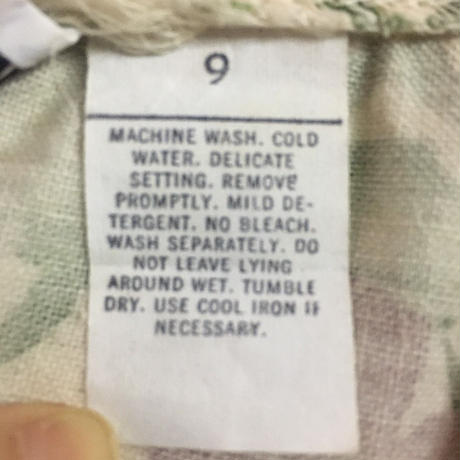 9
MACHINE WASH. COLD
WATER. DELICATE
SETTING. REMOVE
PROMPTLY. MILD DE-
TERGENT. NO BLEACH.
WASH SEPARATELY. DO
NOT LEAVE LYING
AROUND WET. TUMBLE
DRY. USE COOL IRON IF
NECESSARY.